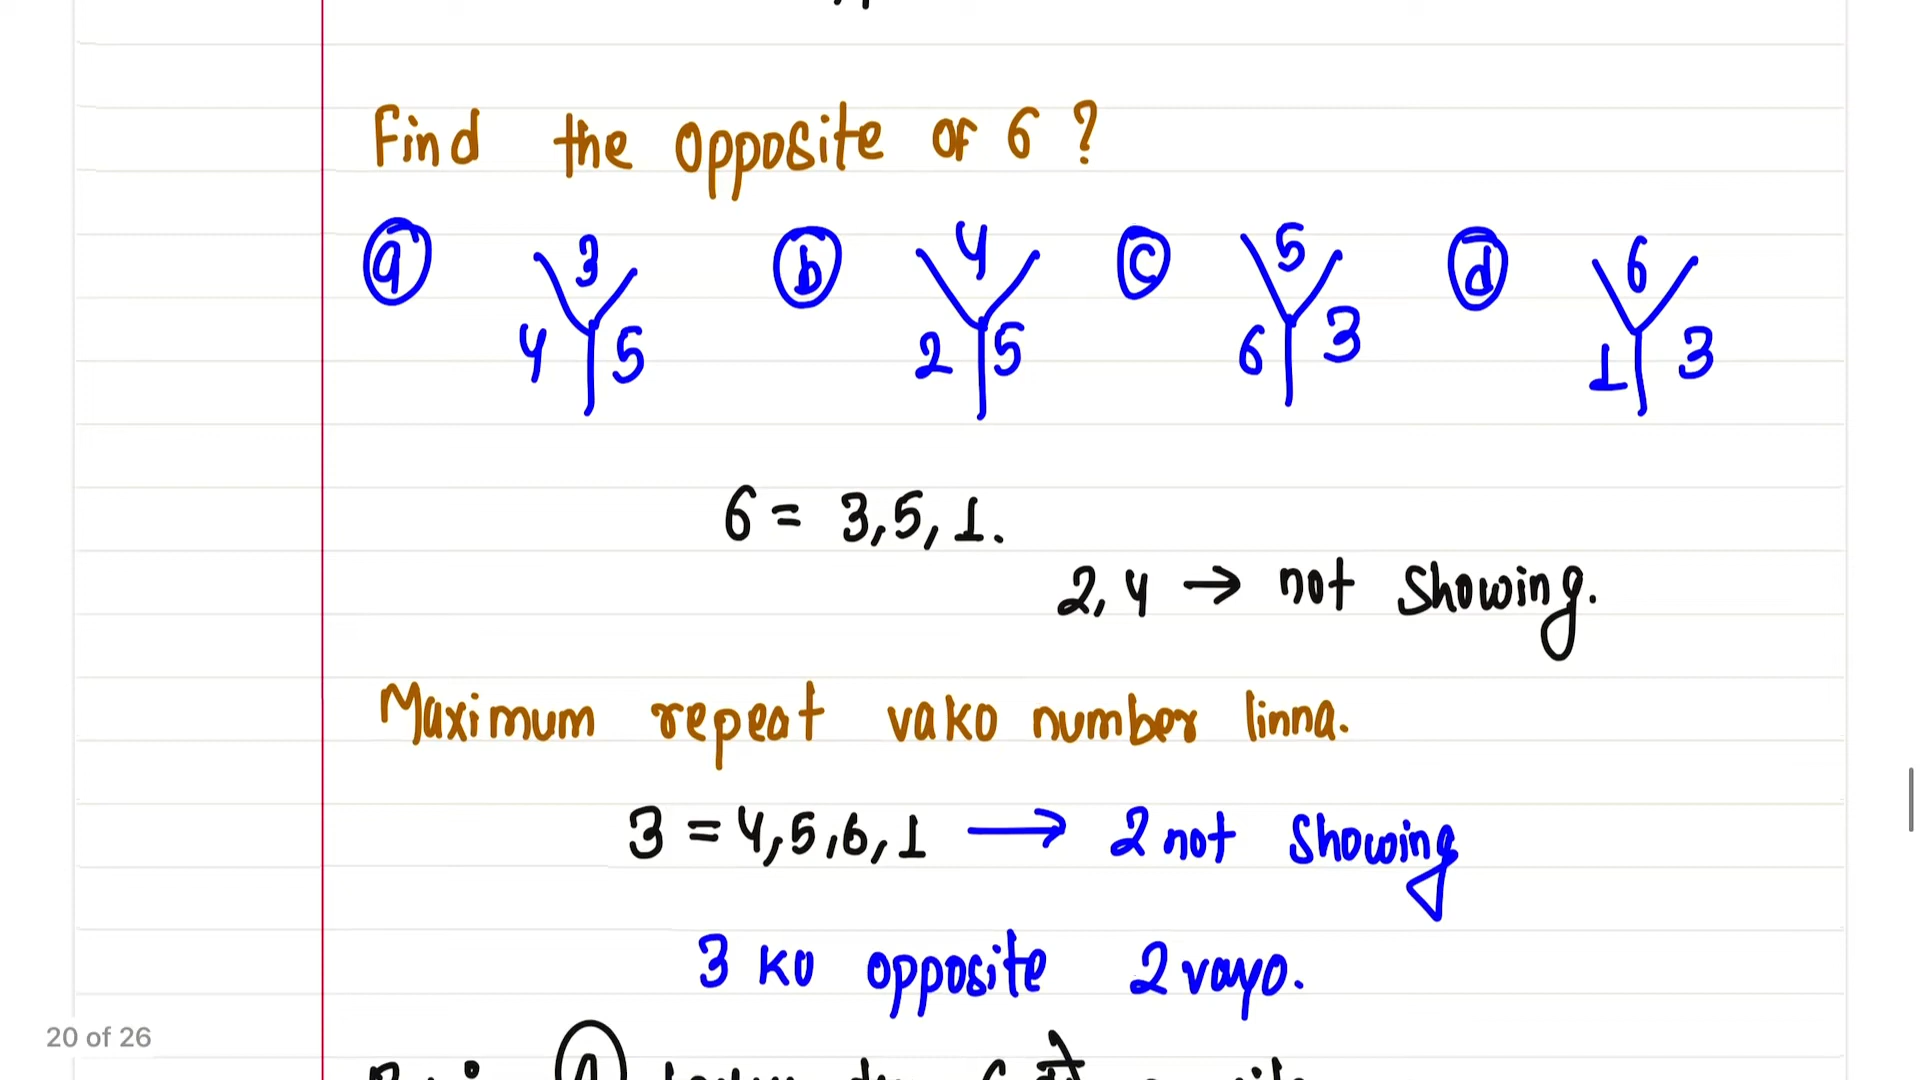 Find the opposite of 6 ?
a 3 4 5 b 4 2 5 c 5 6 3 d 6 1 3
6 = 3,5,1.
2,4 → not showing.
Maximum repeat vako number linna.
3 = 4,5,6,1 → 2 not showing
3 ko opposite 2 vayo.
20 of 26